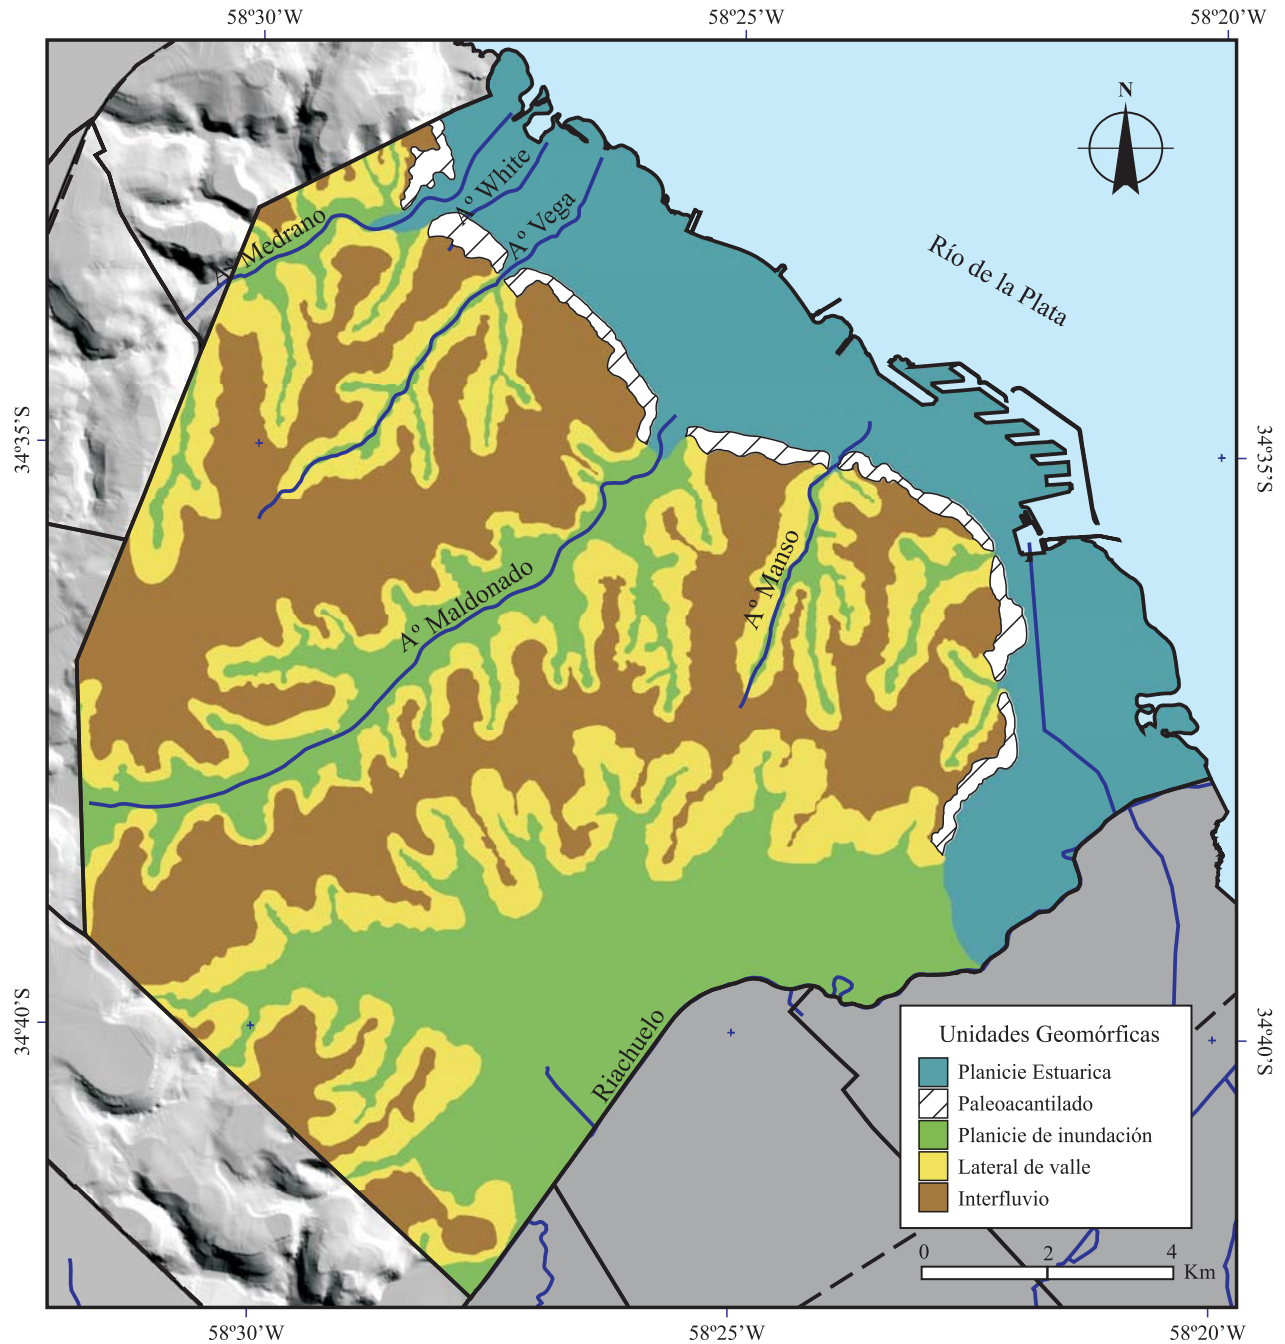 58º30’W
58º25’W
58º20’W
N
Aº White
Aº Medrano
Aº Vega
Río de la Plata
34º35’S
34º35’S
Aº Manso
Aº Maldonado
34º40’S
34º40’S
Riachuelo
Unidades Geomórficas
Planicie Estuarica
Paleoacantilado
Planicie de inundación
Lateral de valle
Interfluvio
0 2 4
Km
58º30’W
58º25’W
58º20’W